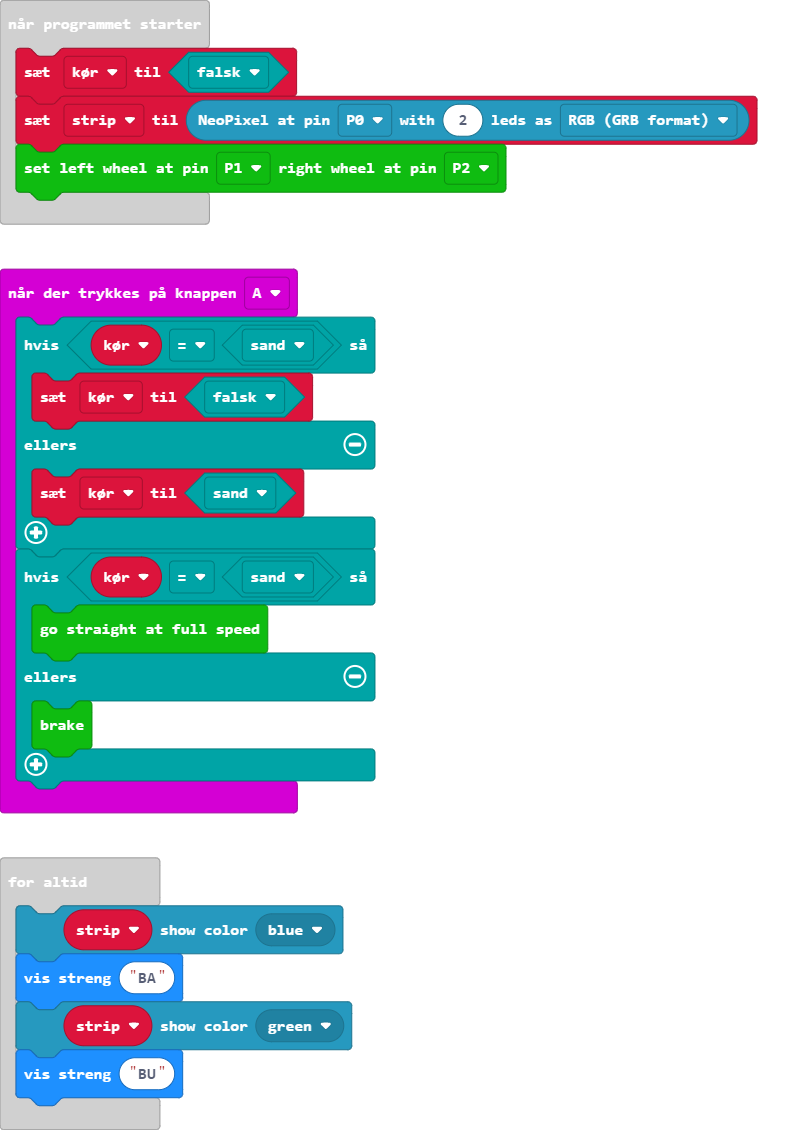 når programmet starter
sæt kør til falsk
sæt strip til NeoPixel at pin P0 with 2 leds as RGB (GRB format)
set left wheel at pin P1 right wheel at pin P2
når der trykkes på knappen A
hvis kør = sand så
sæt kør til falsk
ellers
sæt kør til sand
hvis kør = sand så
go straight at full speed
ellers
brake
for altid
strip show color blue
vis streng "BA"
strip show color green
vis streng "BU"